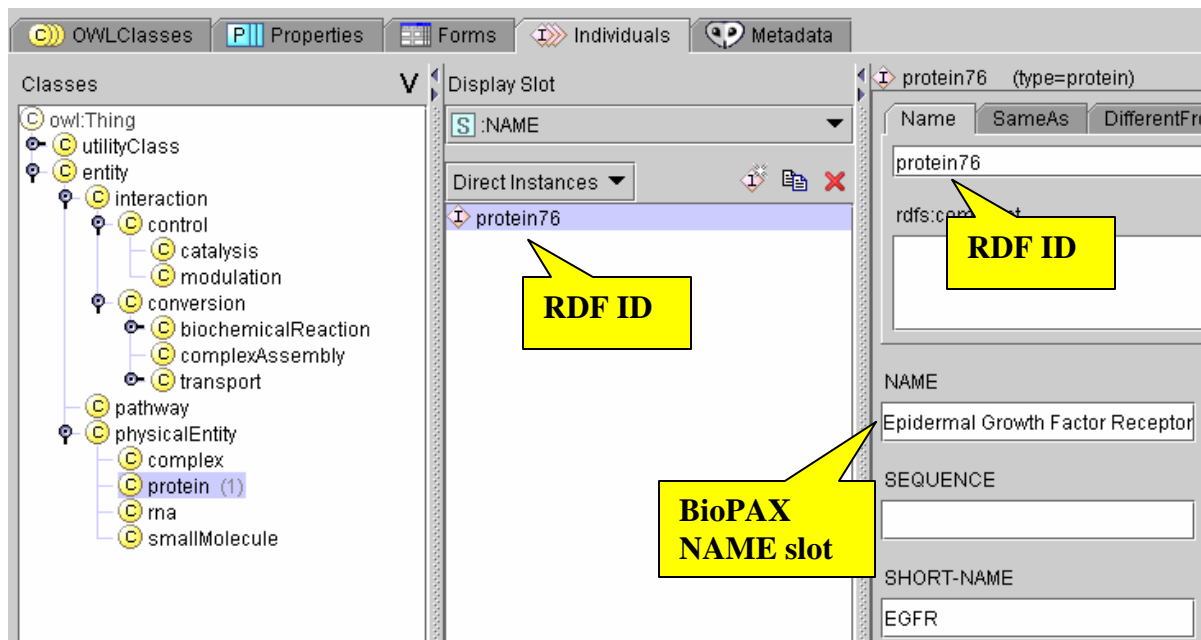 OWLClasses
Properties
Forms
Individuals
Metadata
Classes
V
owl:Thing
utilityClass
entity
interaction
control
catalysis
modulation
conversion
biochemicalReaction
complexAssembly
transport
pathway
physicalEntity
complex
protein (1)
rna
smallMolecule
Display Slot
S :NAME
Direct Instances
protein76
RDF ID
protein76 (type=protein)
Name
SameAs
DifferentFr
protein76
RDF ID
NAME
Epidermal Growth Factor Receptor
BioPAX
NAME slot
SEQUENCE
SHORT-NAME
EGFR